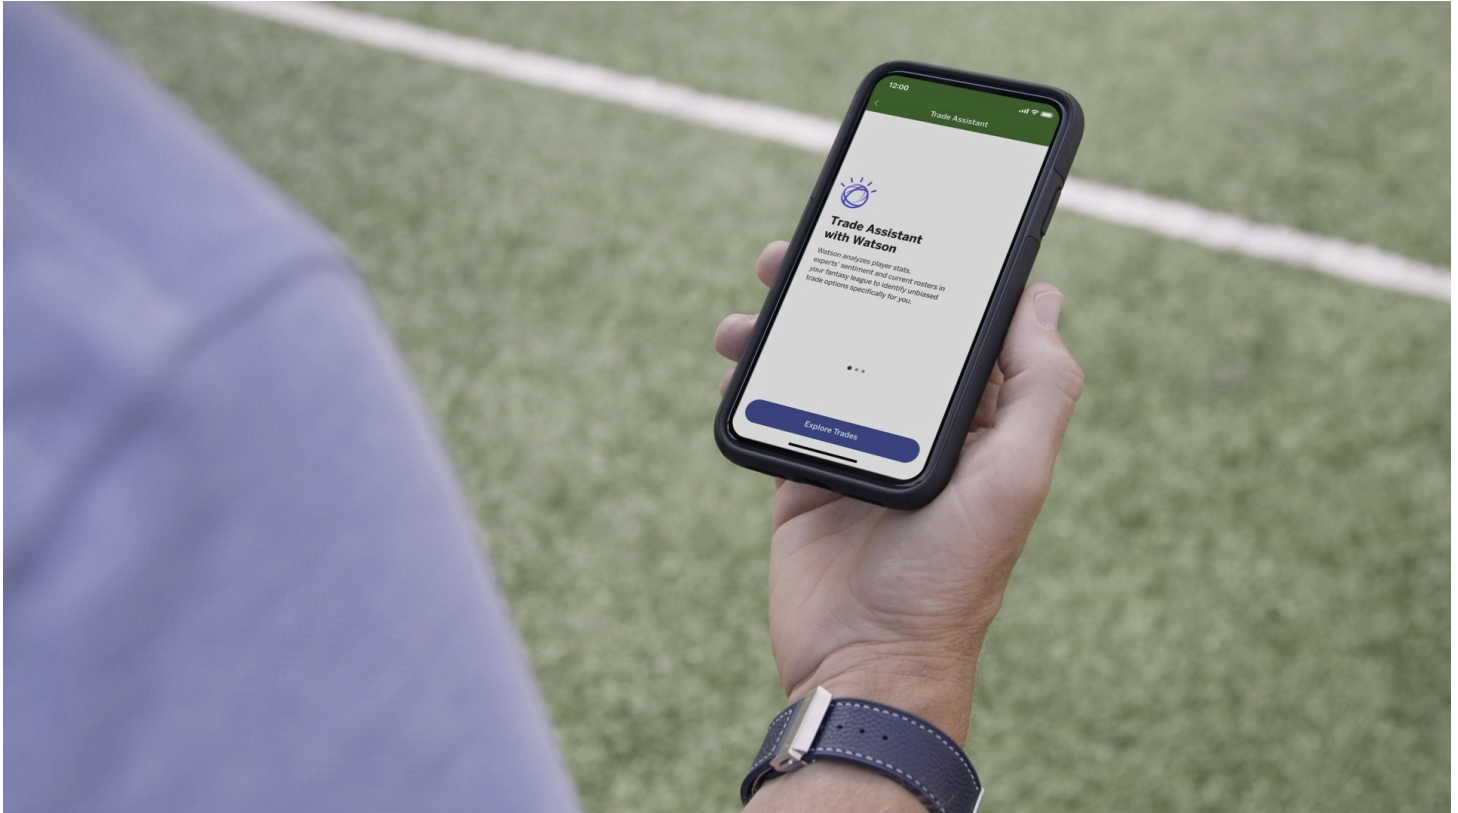 12:00
Trade Assistant
Trade Assistant
with Watson
Watson analyzes player stats,
experts' sentiment and current rosters in
your fantasy league to identify unbiased
trade options specifically for you.
Explore Trades